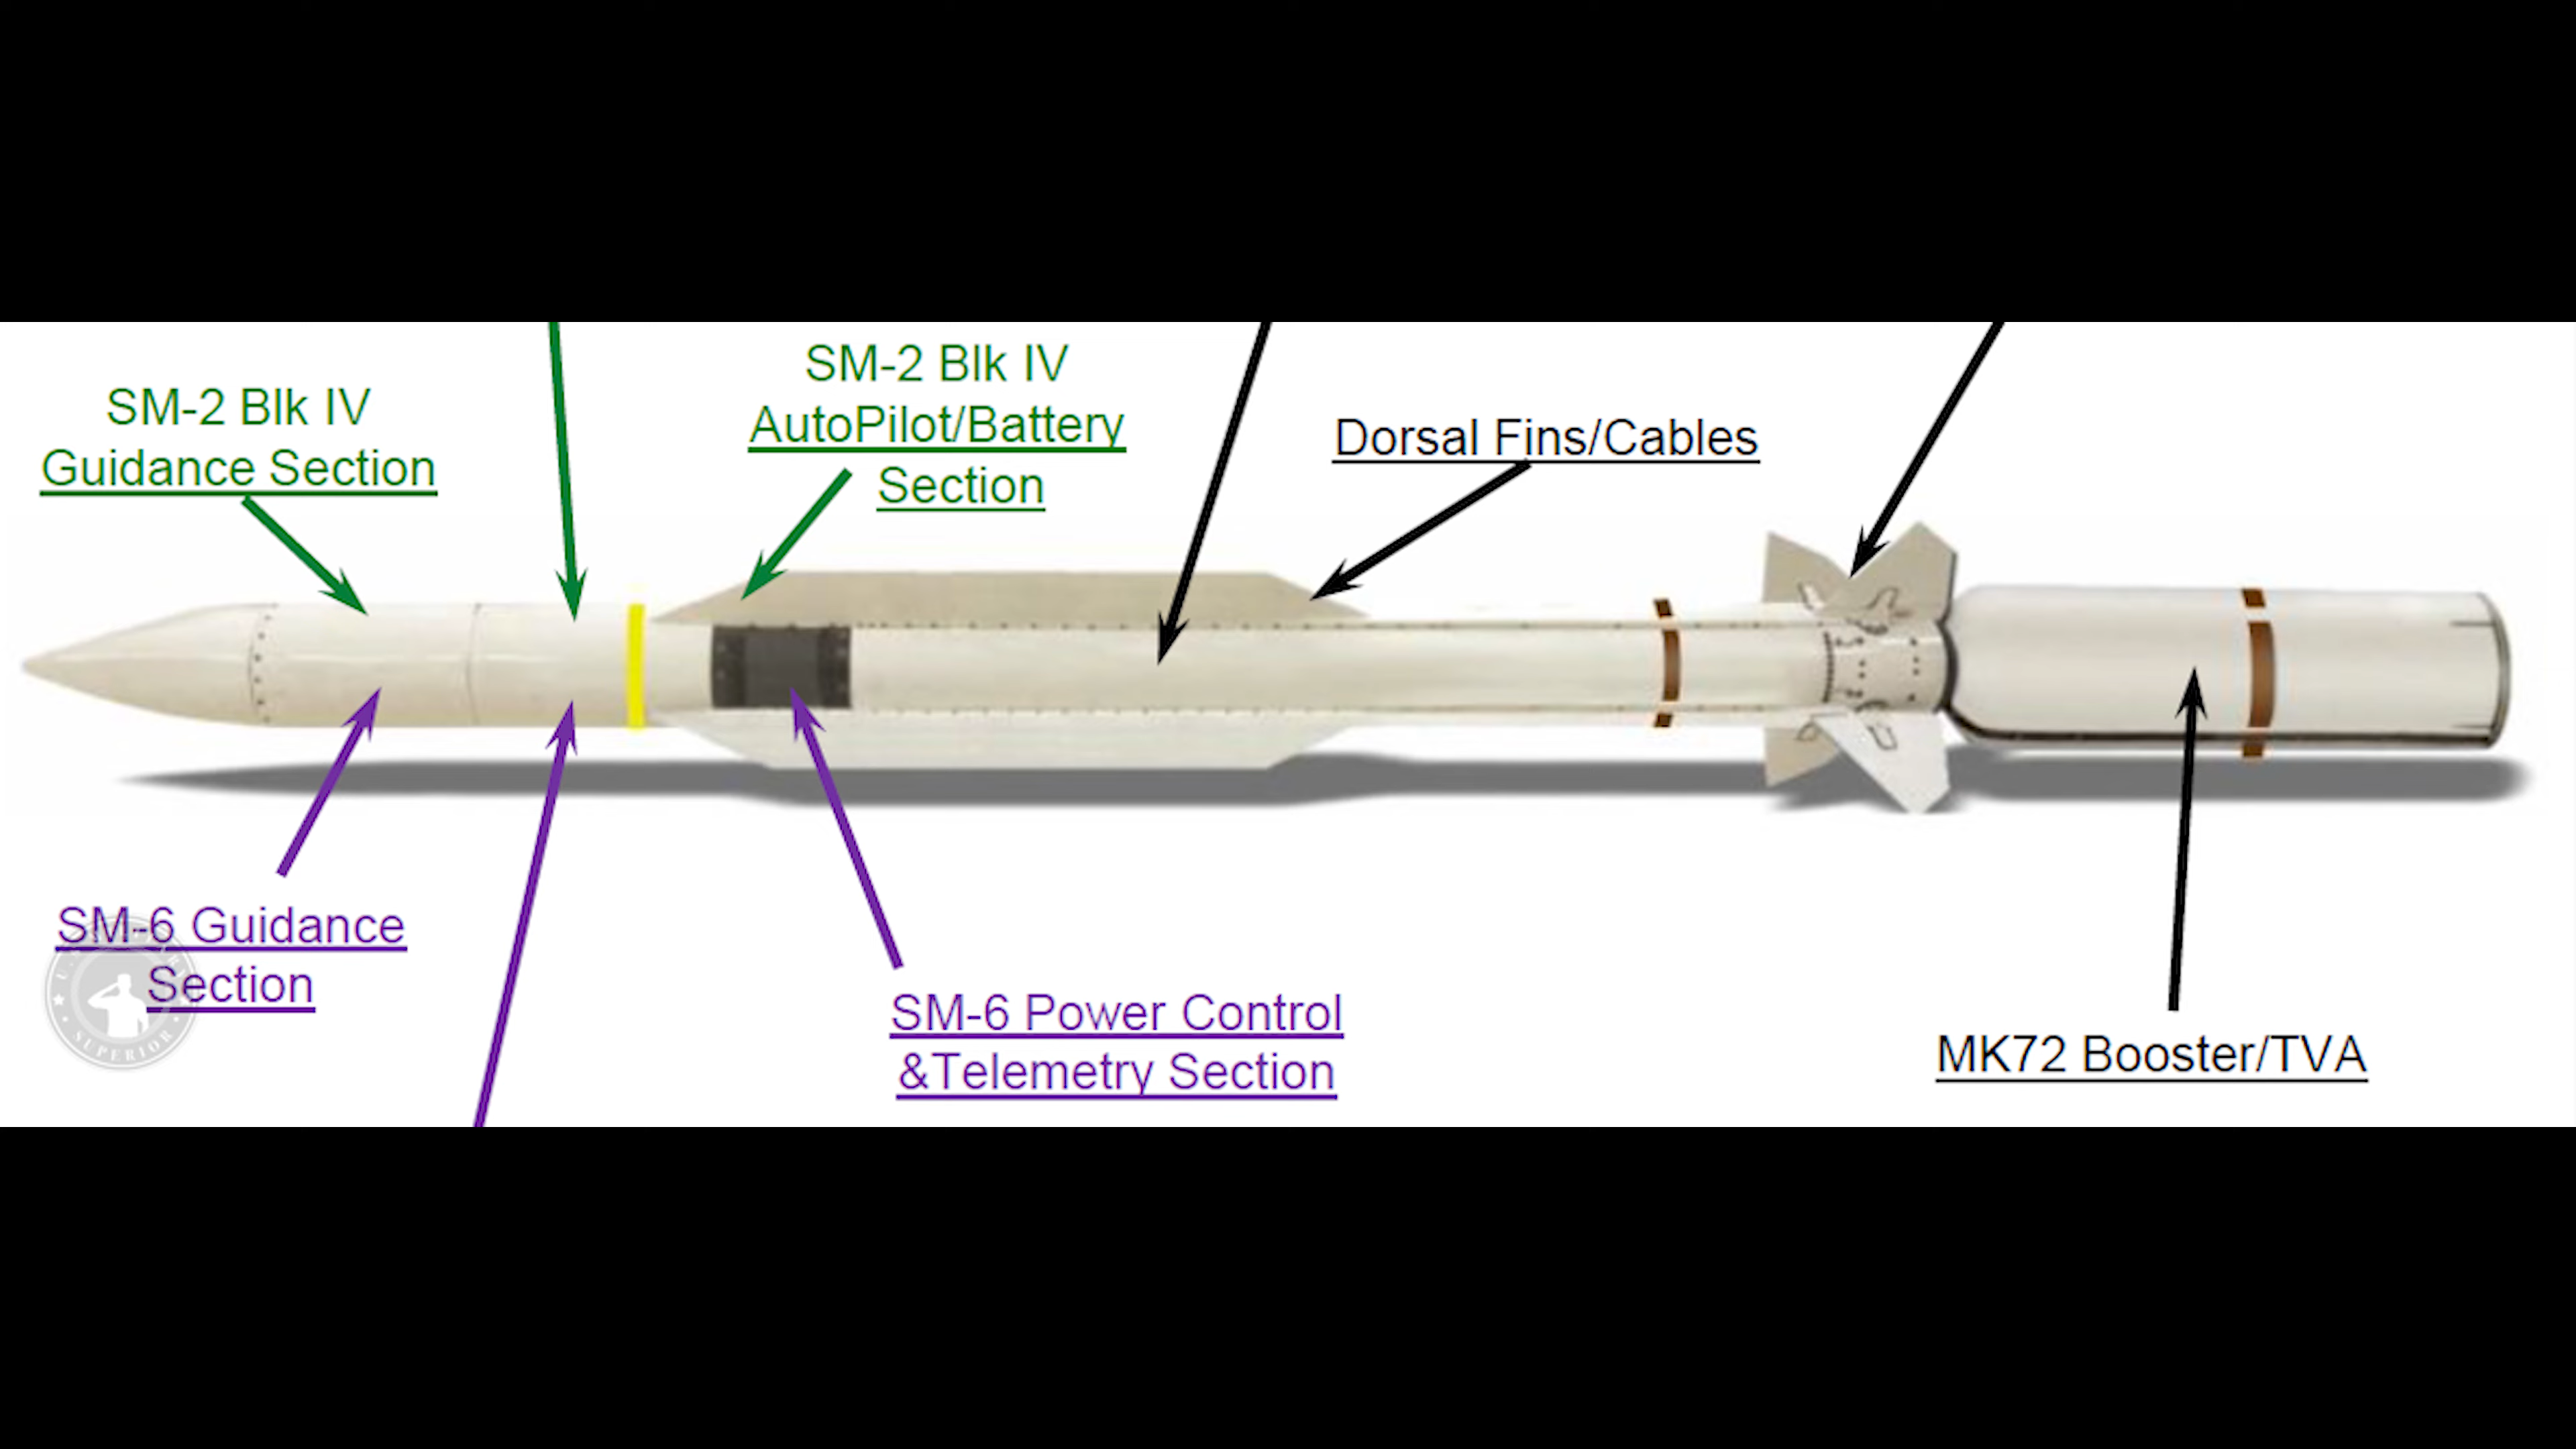 SM-2 Blk IV
Guidance Section
SM-2 Blk IV
AutoPilot/Battery
Section
Dorsal Fins/Cables
SM-6 Guidance
Section
SM-6 Power Control
&Telemetry Section
MK72 Booster/TVA
SUPERIOR